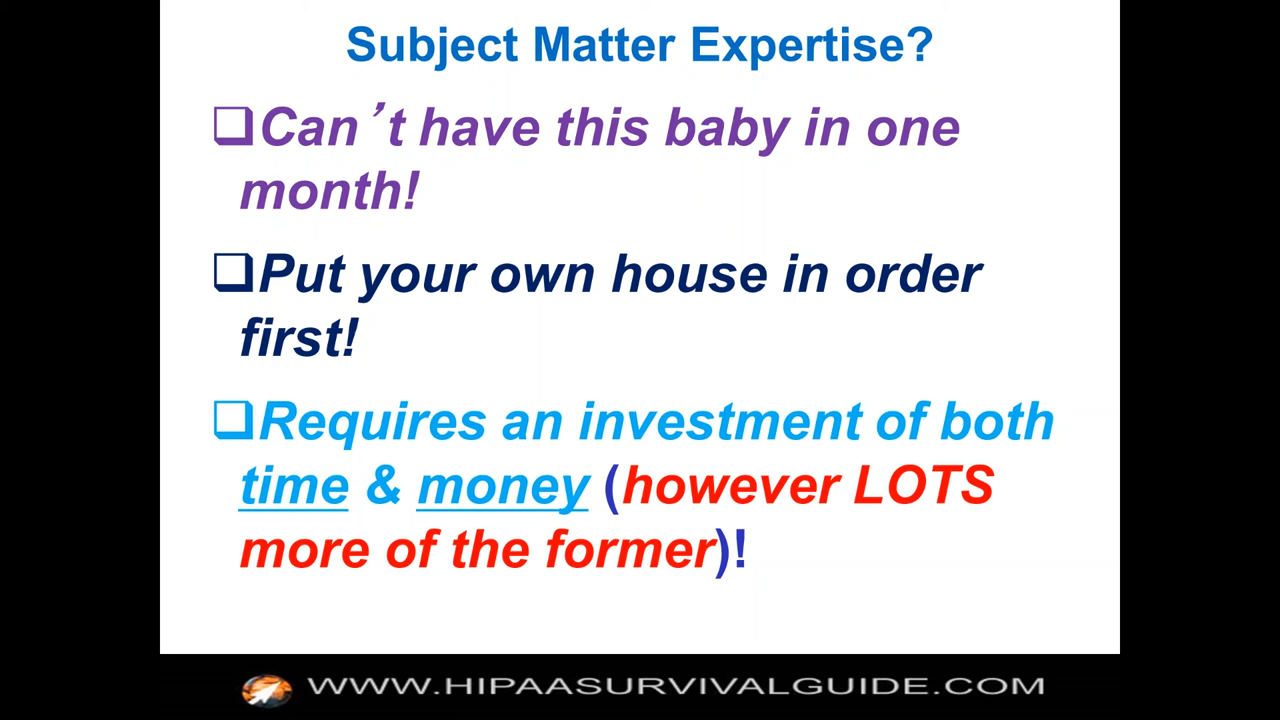 Subject Matter Expertise?
❑Can’t have this baby in one
month!
❑Put your own house in order
first!
❑Requires an investment of both
time & money (however LOTS
more of the former)!
WWW.HIPAASURVIVALGUIDE.COM